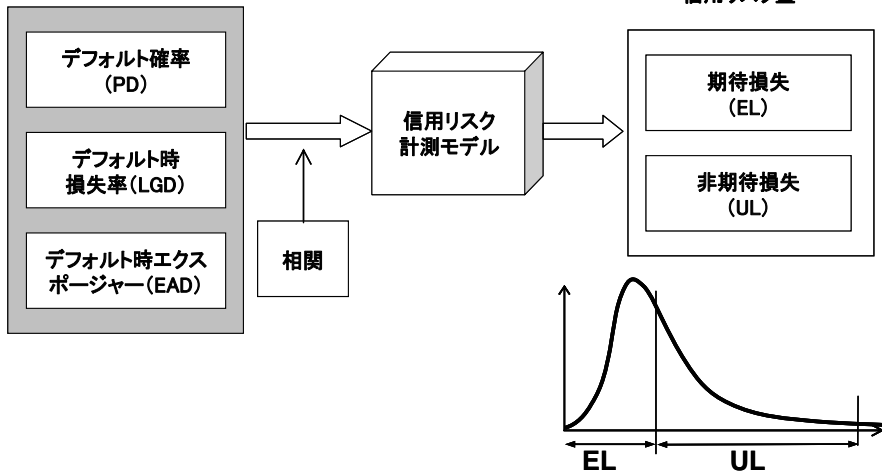 デフォルト確率
(PD)
デフォルト時
損失率(LGD)
デフォルト時エクス
ポージャー(EAD)
相関
信用リスク
計測モデル
期待損失
(EL)
非期待損失
(UL)
EL
UL